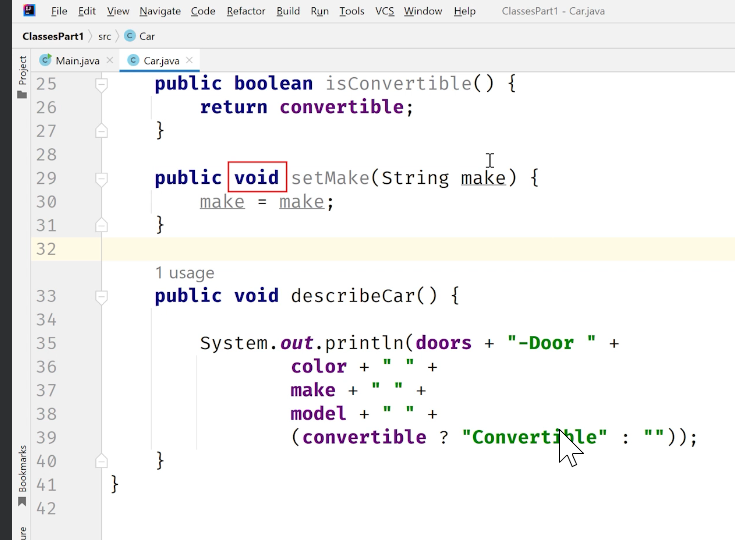 File Edit View Navigate Code Refactor Build Run Tools VCS Window Help ClassesPart1 - Car.java
ClassesPart1 src Car
Main.java Car.java
Project
25 public boolean isConvertible() {
26 return convertible;
27 }
28
29 public void setMake(String make) {
30 make = make;
31 }
32
1 usage
33 public void describeCar() {
34
35 System.out.println(doors + "-Door " +
36 color + " " +
37 make + " " +
38 model + " " +
39 (convertible ? "Convertible" : ""));
40 }
41 }
42
Bookmarks